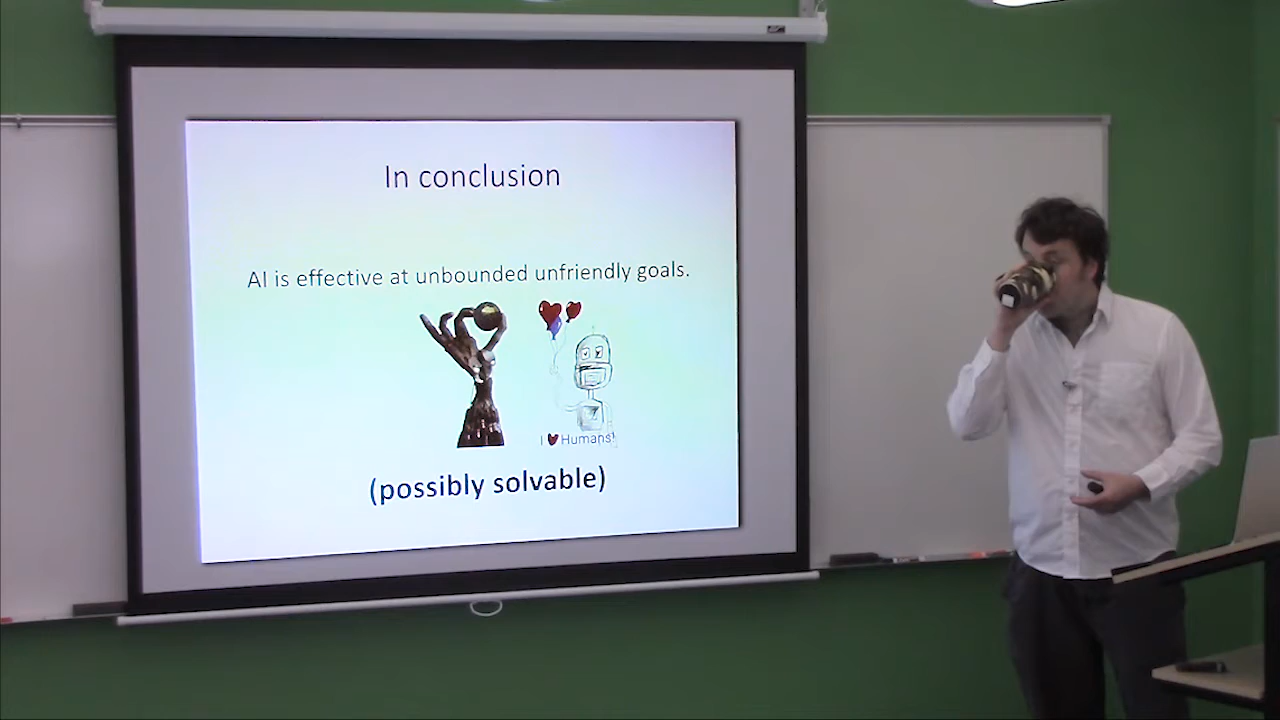 In conclusion
AI is effective at unbounded unfriendly goals.
I ❤ Humans!
(possibly solvable)